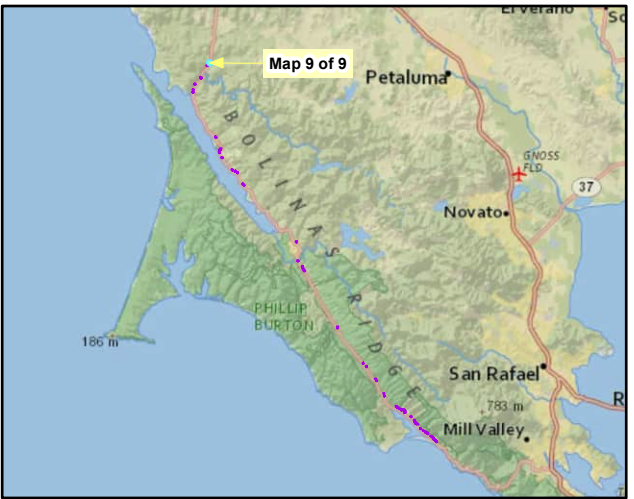 El Verano
Map 9 of 9
Petaluma
BOLINAS RIDGE
GNOSS
FLD
37
Novato
PHILLIP
BURTON
186 m
San Rafael
783 m
Mill Valley